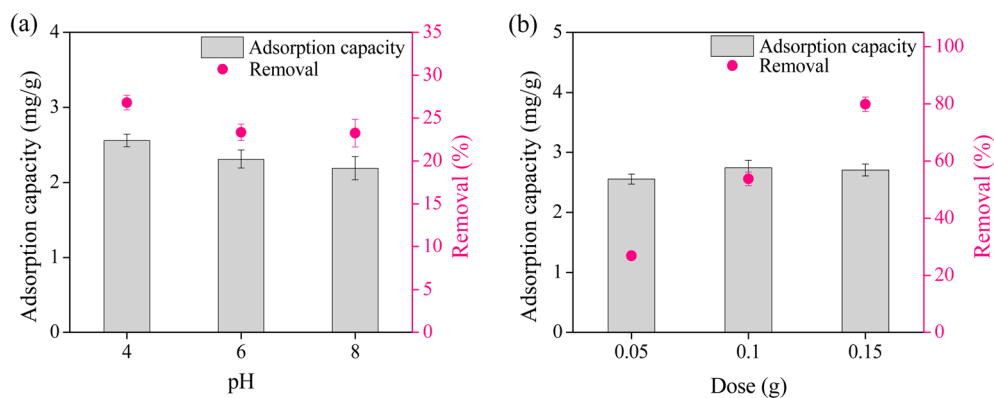 (a)
Adsorption capacity (mg/g)
4
3
2
1
0
Adsorption capacity
Removal
35
30
25
20
15
10
5
0
Removal (%)
4
6
8
pH
(b)
Adsorption capacity (mg/g)
5
4
3
2
1
0
Adsorption capacity
Removal
100
80
60
40
20
0
Removal (%)
0.05
0.1
0.15
Dose (g)